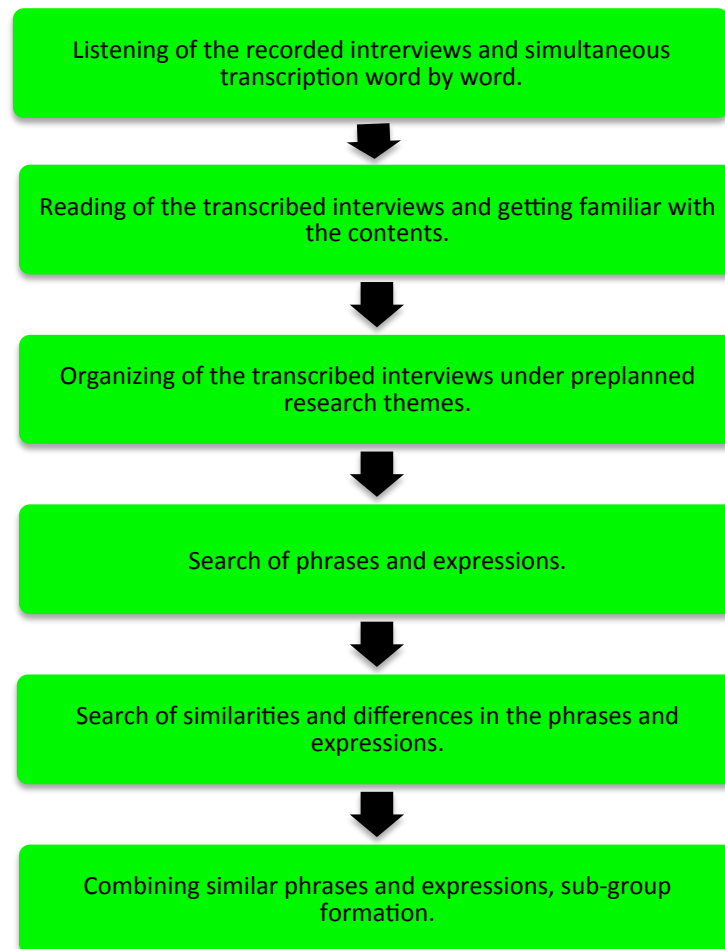 Listening of the recorded intrerviews and simultaneous
transcription word by word.
Reading of the transcribed interviews and getting familiar with
the contents.
Organizing of the transcribed interviews under preplanned
research themes.
Search of phrases and expressions.
Search of similarities and differences in the phrases and
expressions.
Combining similar phrases and expressions, sub-group
formation.